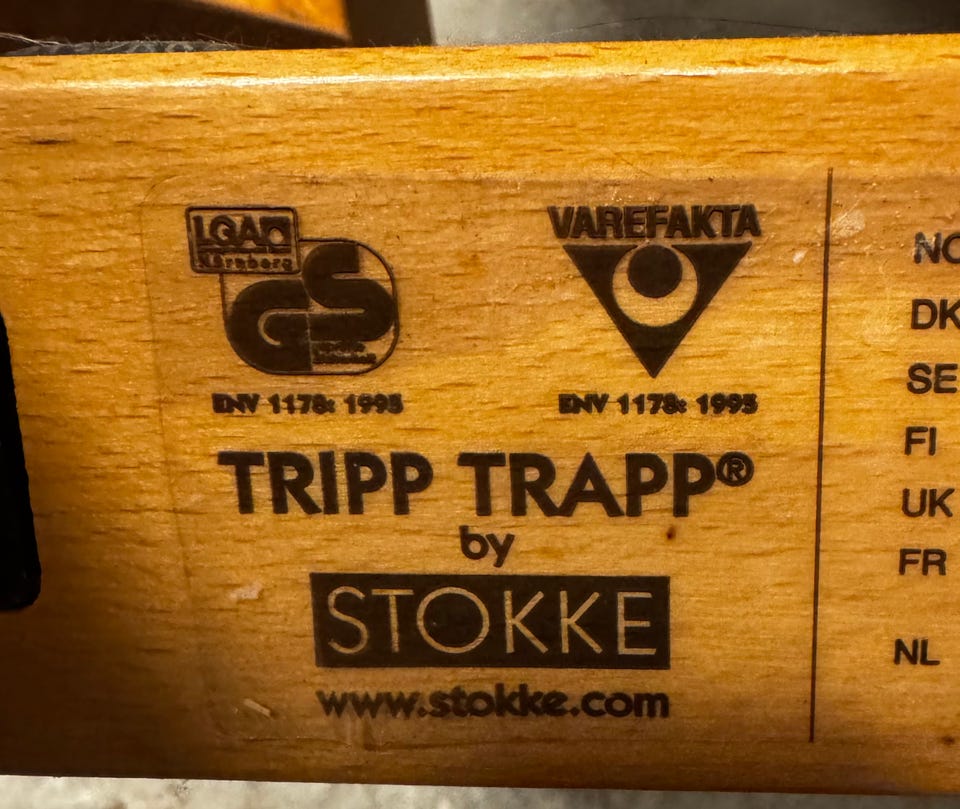 LGA
Nürnberg
GS
VAREFAKTA
ENV 1178: 1995
ENV 1178: 1995
TRIPP TRAPP®
by
STOKKE
www.stokke.com
NO
DK
SE
FI
UK
FR
NL